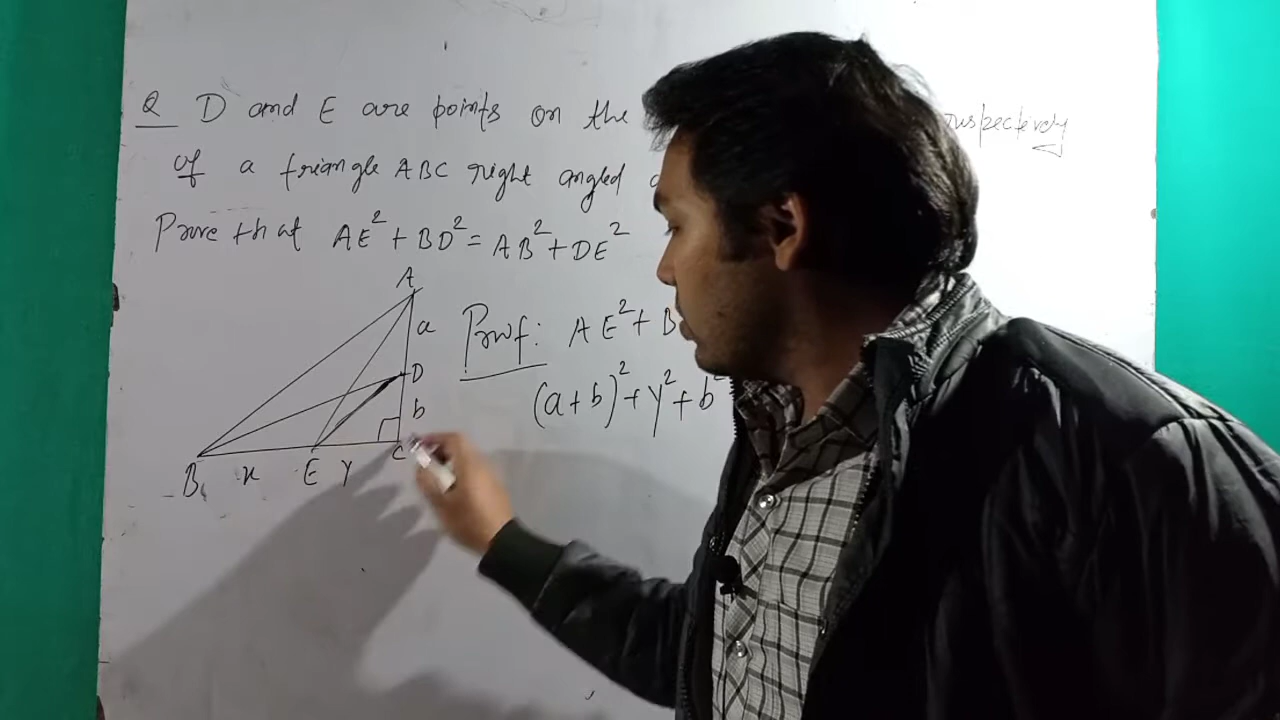 Q D and E are points on the respectively
of a triangle ABC right angled
Prove that AE² + BD² = AB² + DE²
A
a
D
b
B x E y C
Proof: AE² + B
(a+b)² + y² + b²